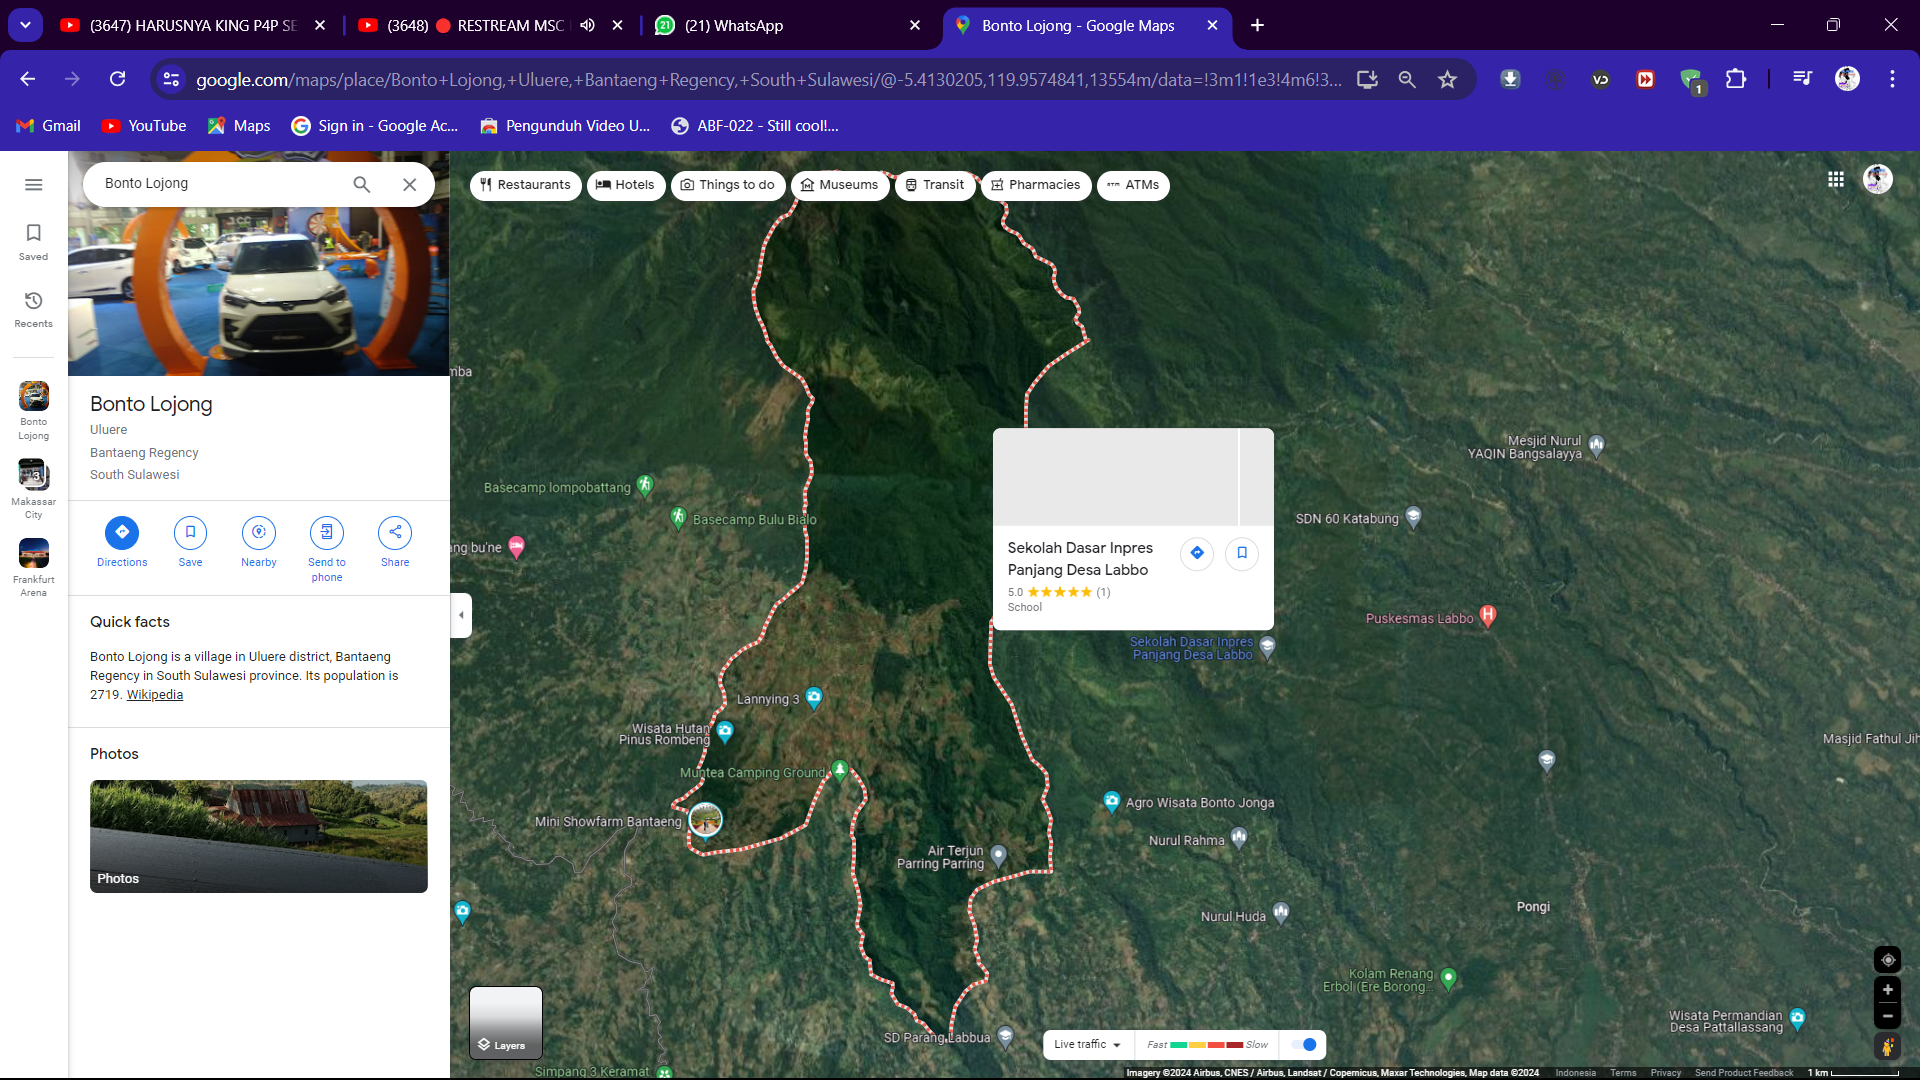 (3647) HARUSNYA KING P4P SE
(3648) 🔴 RESTREAM MSC
(21) WhatsApp
Bonto Lojong - Google Maps
google.com/maps/place/Bonto+Lojong,+Uluere,+Bantaeng+Regency,+South+Sulawesi/@-5.4130205,119.9574841,13554m/data=!3m1!1e3!4m6!3...
1
Gmail
YouTube
Maps
Sign in - Google Ac...
Pengunduh Video U...
ABF-022 - Still cool!...
Bonto Lojong
Saved
Recents
Bonto
Lojong
3
Makassar
City
Frankfurt
Arena
Bonto Lojong
Uluere
Bantaeng Regency
South Sulawesi
Directions
Save
Nearby
Send to
phone
Share
Quick facts
Bonto Lojong is a village in Uluere district, Bantaeng
Regency in South Sulawesi province. Its population is
2719. Wikipedia
Photos
Photos
Restaurants
Hotels
Things to do
Museums
Transit
Pharmacies
ATMs
mba
Basecamp lompobattang
Basecamp Bulu Bialo
ang bu'ne
Mesjid Nurul
YAQIN Bangsalayya
SDN 60 Katabung
Sekolah Dasar Inpres
Panjang Desa Labbo
5.0 ★★★★★ (1)
School
Puskesmas Labbo
Sekolah Dasar Inpres
Panjang Desa Labbo
Lannying 3
Wisata Hutan
Pinus Rombeng
Muntea Camping Ground
Mini Showfarm Bantaeng
Masjid Fathul Jih
Agro Wisata Bonto Jonga
Nurul Rahma
Air Terjun
Parring Parring
Nurul Huda
Pongi
Kolam Renang
Erbol (Ere Borong...
Wisata Permandian
Desa Pattallassang
SD Parang Labbua
Simpang 3 Keramat
Layers
Live traffic
Fast
Slow
Imagery ©2024 Airbus, CNES / Airbus, Landsat / Copernicus, Maxar Technologies, Map data ©2024
Indonesia
Terms
Privacy
Send Product Feedback
1 km